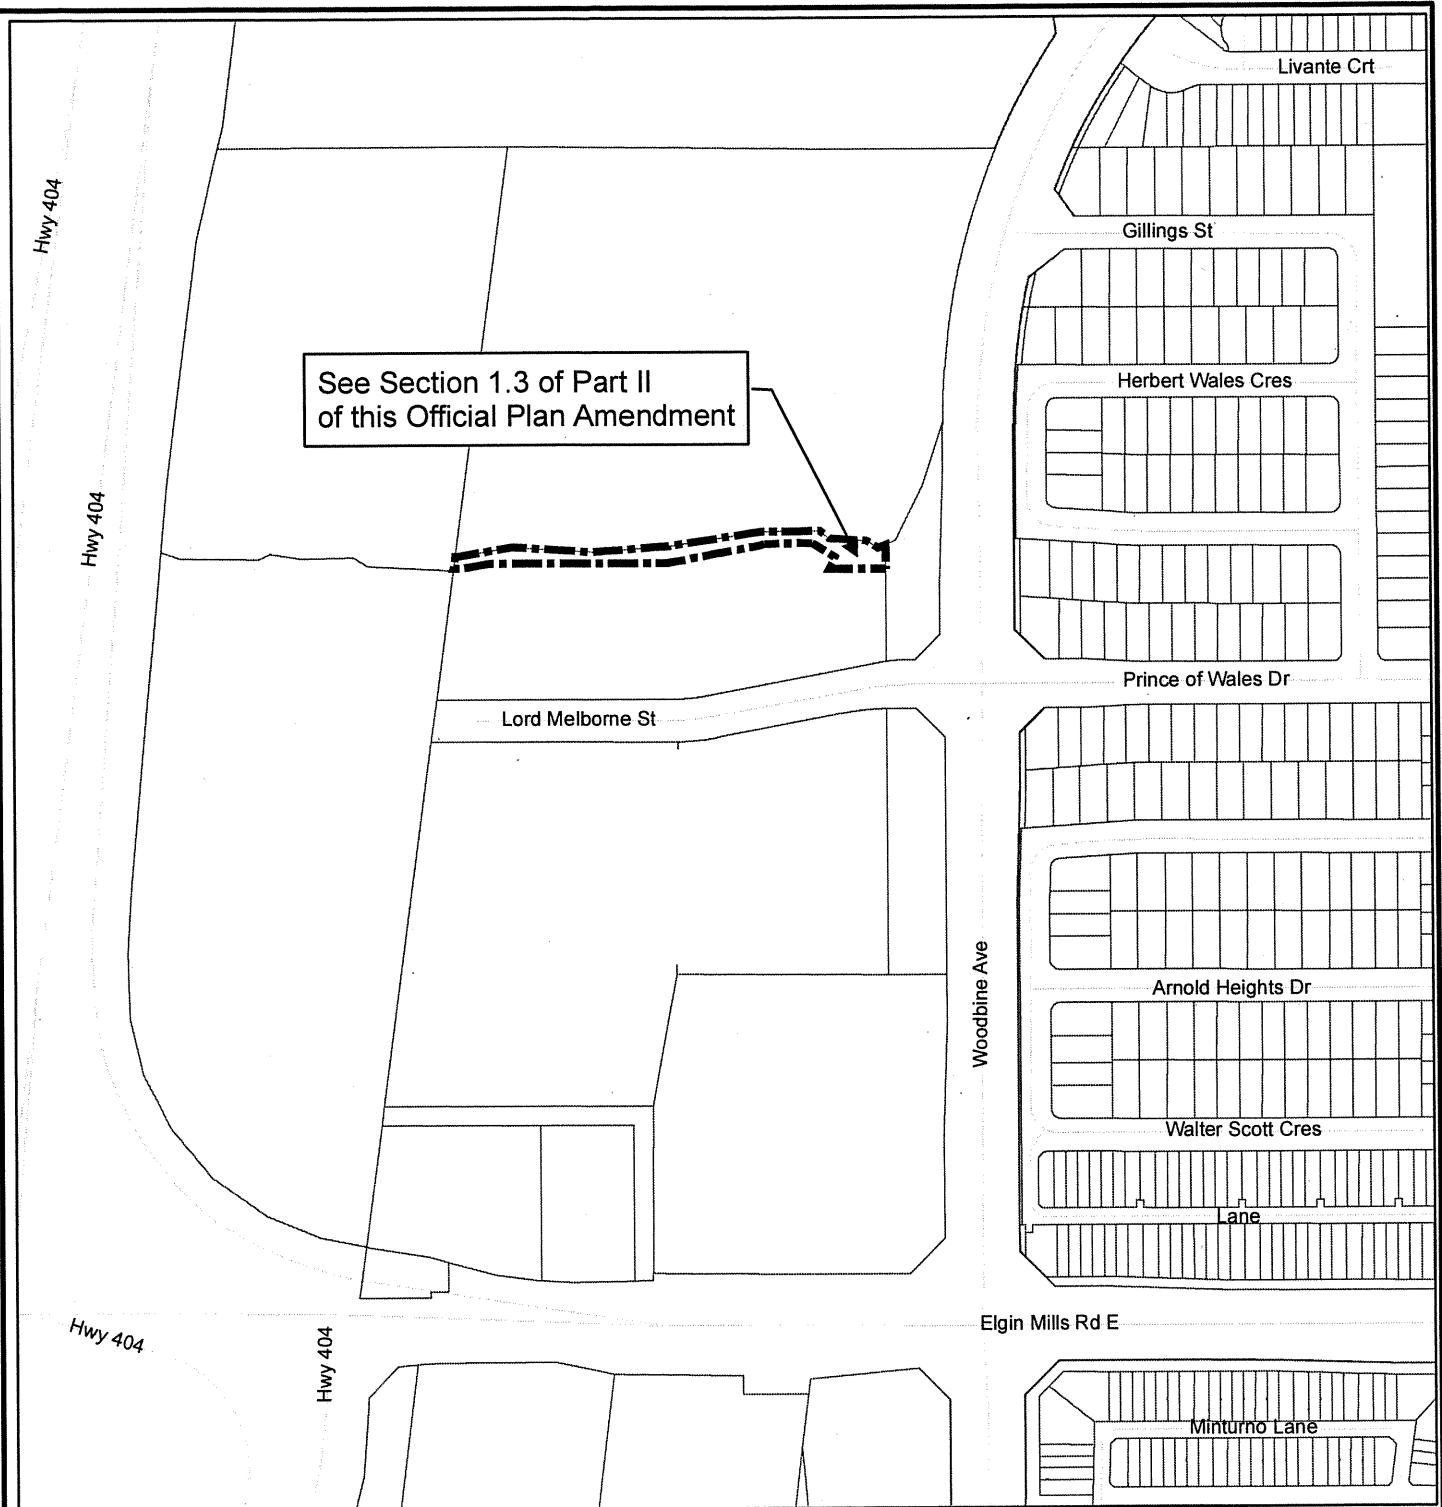 Livante Crt
Hwy 404
Gillings St
See Section 1.3 of Part II
of this Official Plan Amendment
Herbert Wales Cres
Hwy 404
Prince of Wales Dr
Lord Melborne St
Woodbine Ave
Arnold Heights Dr
Walter Scott Cres
Lane
Elgin Mills Rd E
Hwy 404
Hwy 404
Minturno Lane